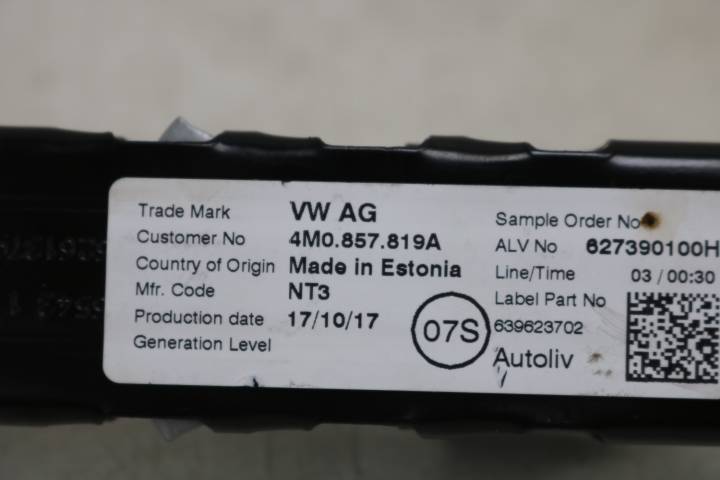 Trade Mark VW AG
Customer No 4M0.857.819A
Country of Origin Made in Estonia
Mfr. Code NT3
Production date 17/10/17
Generation Level
07S
Sample Order No
ALV No 627390100H
Line/Time 03 / 00:30
Label Part No
639623702
Autoliv